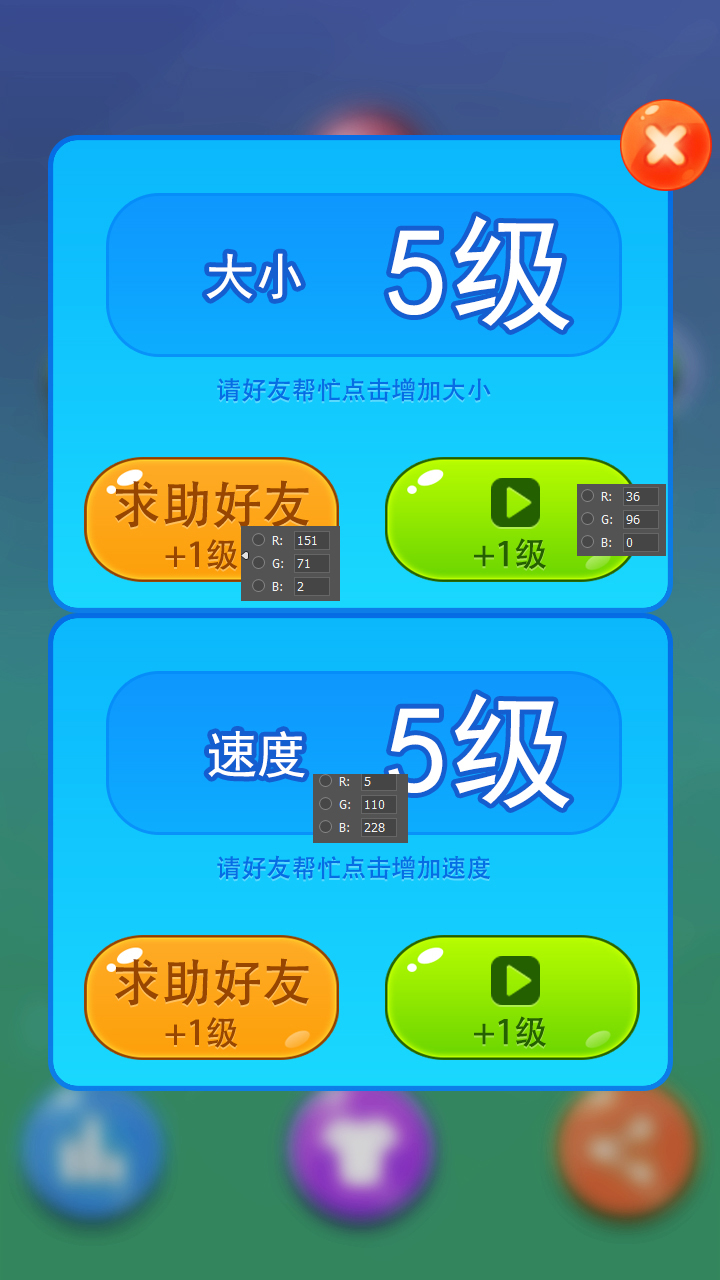 大小 5级
请好友帮忙点击增加大小
求助好友
+1级
+1级
R: 151
G: 71
B: 2
R: 36
G: 96
B: 0
速度 5级
R: 5
G: 110
B: 228
请好友帮忙点击增加速度
求助好友
+1级
+1级